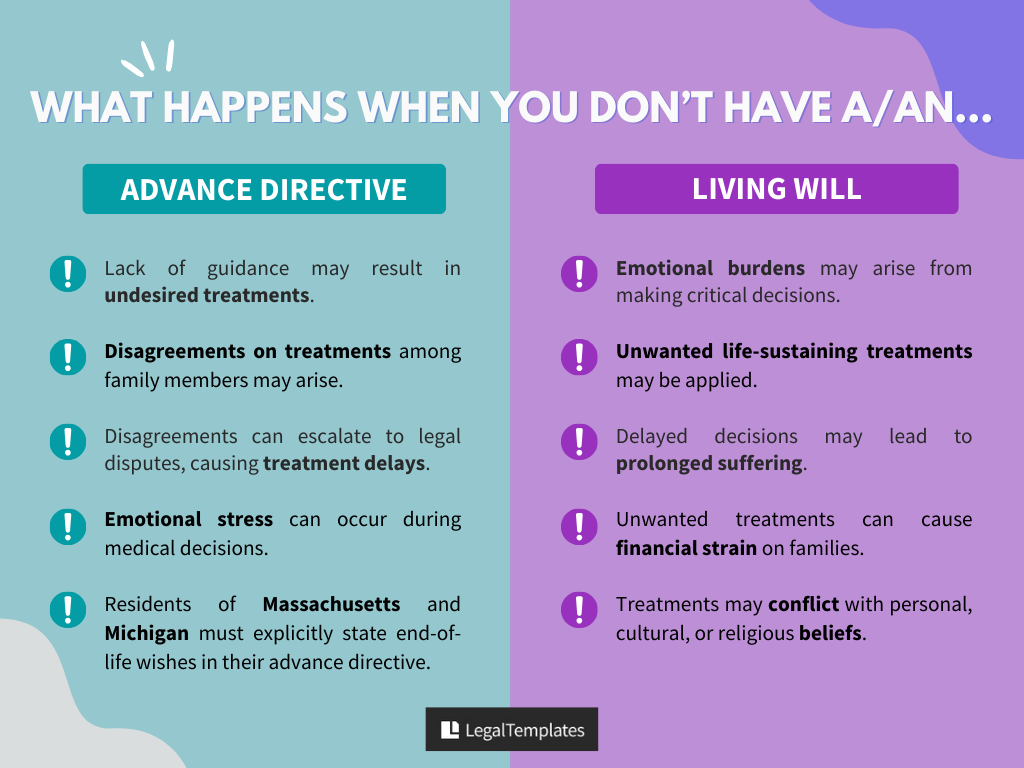 WHAT HAPPENS WHEN YOU DON'T HAVE A/AN...
ADVANCE DIRECTIVE
Lack of guidance may result in
undesired treatments.
Disagreements on treatments among
family members may arise.
Disagreements can escalate to legal
disputes, causing treatment delays.
Emotional stress can occur during
medical decisions.
Residents of Massachusetts and
Michigan must explicitly state end-of-
life wishes in their advance directive.
LIVING WILL
Emotional burdens may arise from
making critical decisions.
Unwanted life-sustaining treatments
may be applied.
Delayed decisions may lead to
prolonged suffering.
Unwanted treatments can cause
financial strain on families.
Treatments may conflict with personal,
cultural, or religious beliefs.
LegalTemplates